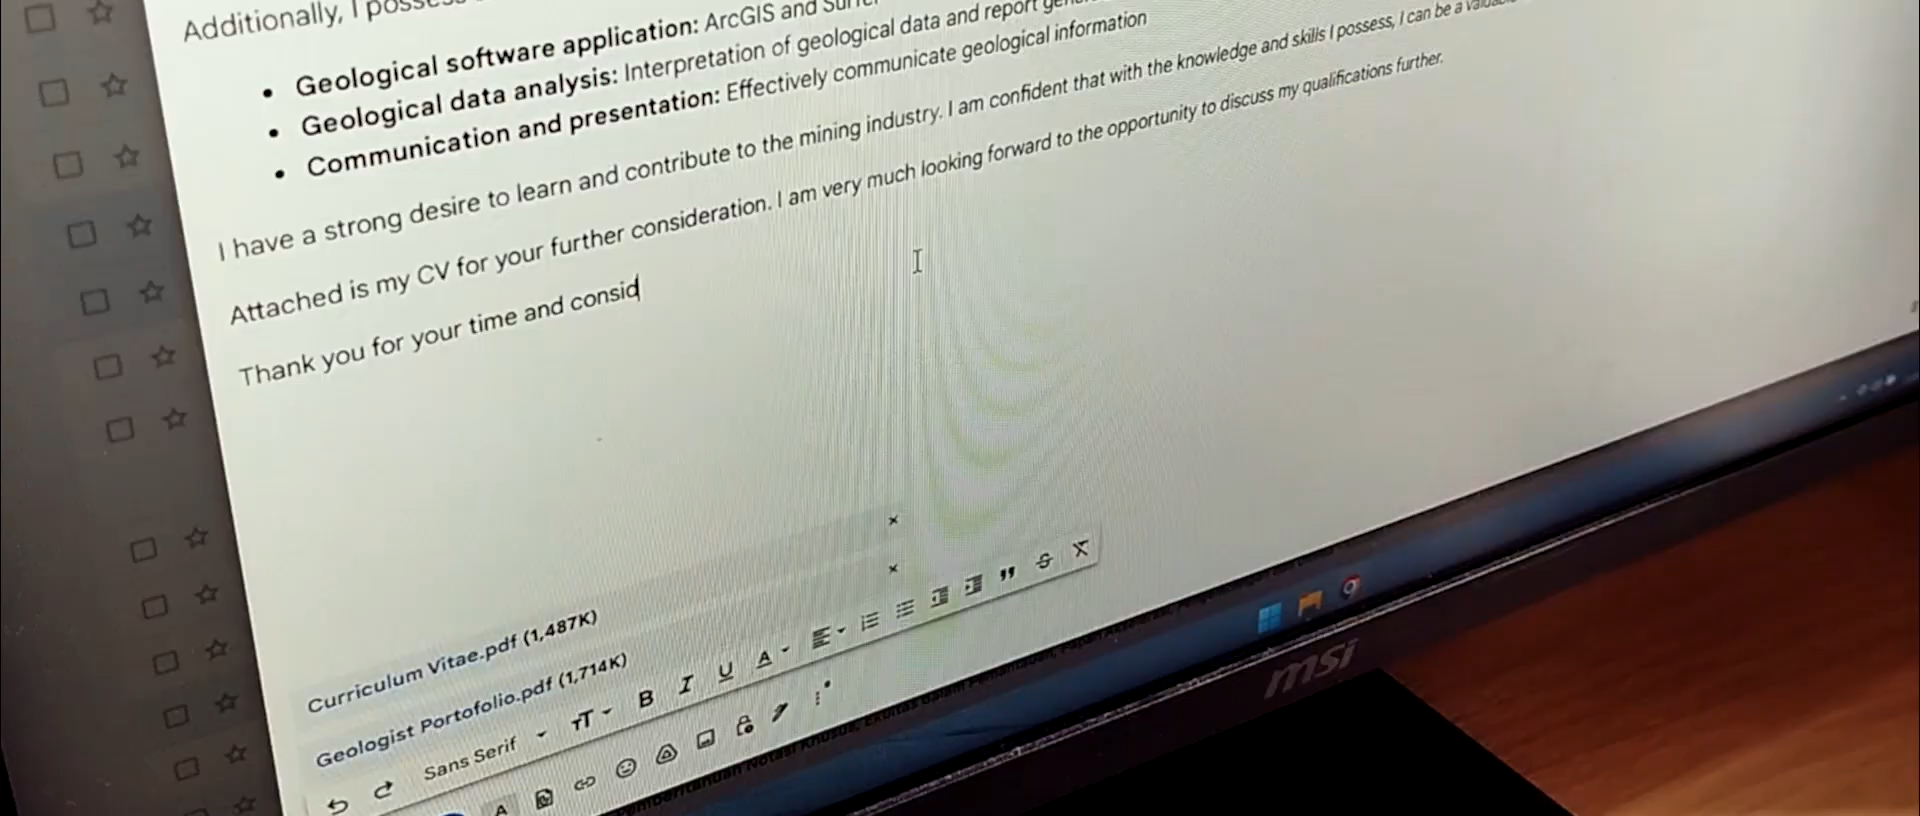 Additionally, I
Geological software application: ArcGIS and
Geological data analysis: Interpretation of geological data and report
Communication and presentation: Effectively communicate geological information
I have a strong desire to learn and contribute to the mining industry. I am confident that with the knowledge and skills I possess, I can be a
Attached is my CV for your further consideration. I am very much looking forward to the opportunity to discuss my qualifications further.
Thank you for your time and consid
Curriculum Vitae.pdf (1,487K)
Geologist Portofolio.pdf (1,714K)
Sans Serif
msi